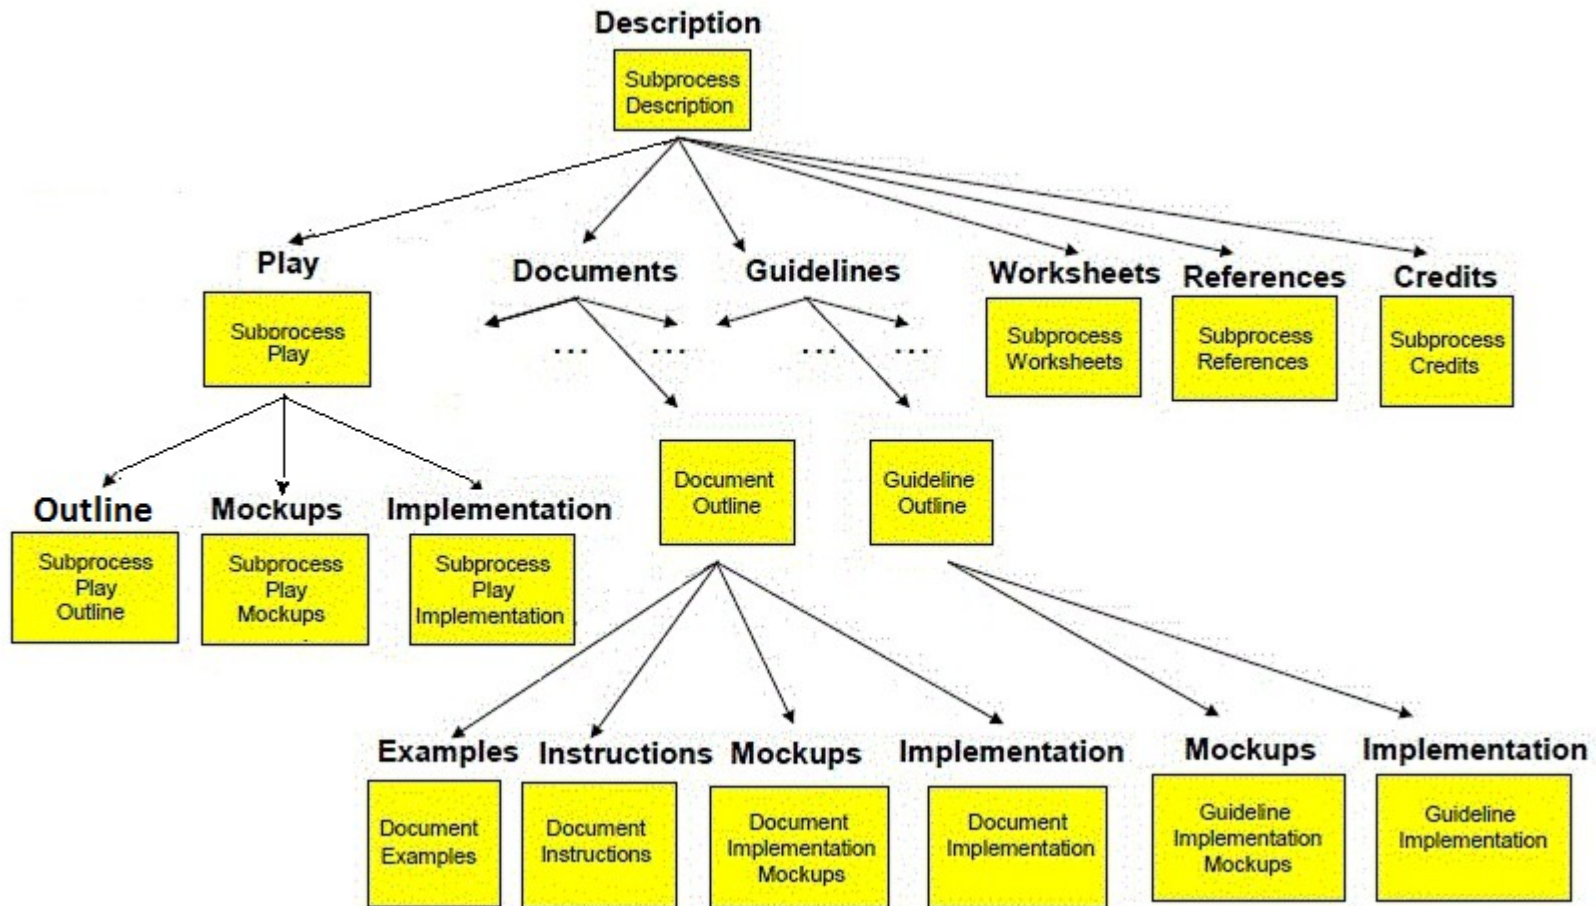 Description
Subprocess
Description
Play
Documents
Guidelines
Worksheets
References
Credits
Subprocess
Play
Subprocess
Worksheets
Subprocess
References
Subprocess
Credits
... ... ... ...
Document
Outline
Guideline
Outline
Outline
Mockups
Implementation
Subprocess
Play
Outline
Subprocess
Play
Mockups
Subprocess
Play
Implementation
Examples
Instructions
Mockups
Implementation
Mockups
Implementation
Document
Examples
Document
Instructions
Document
Implementation
Mockups
Document
Implementation
Guideline
Implementation
Mockups
Guideline
Implementation